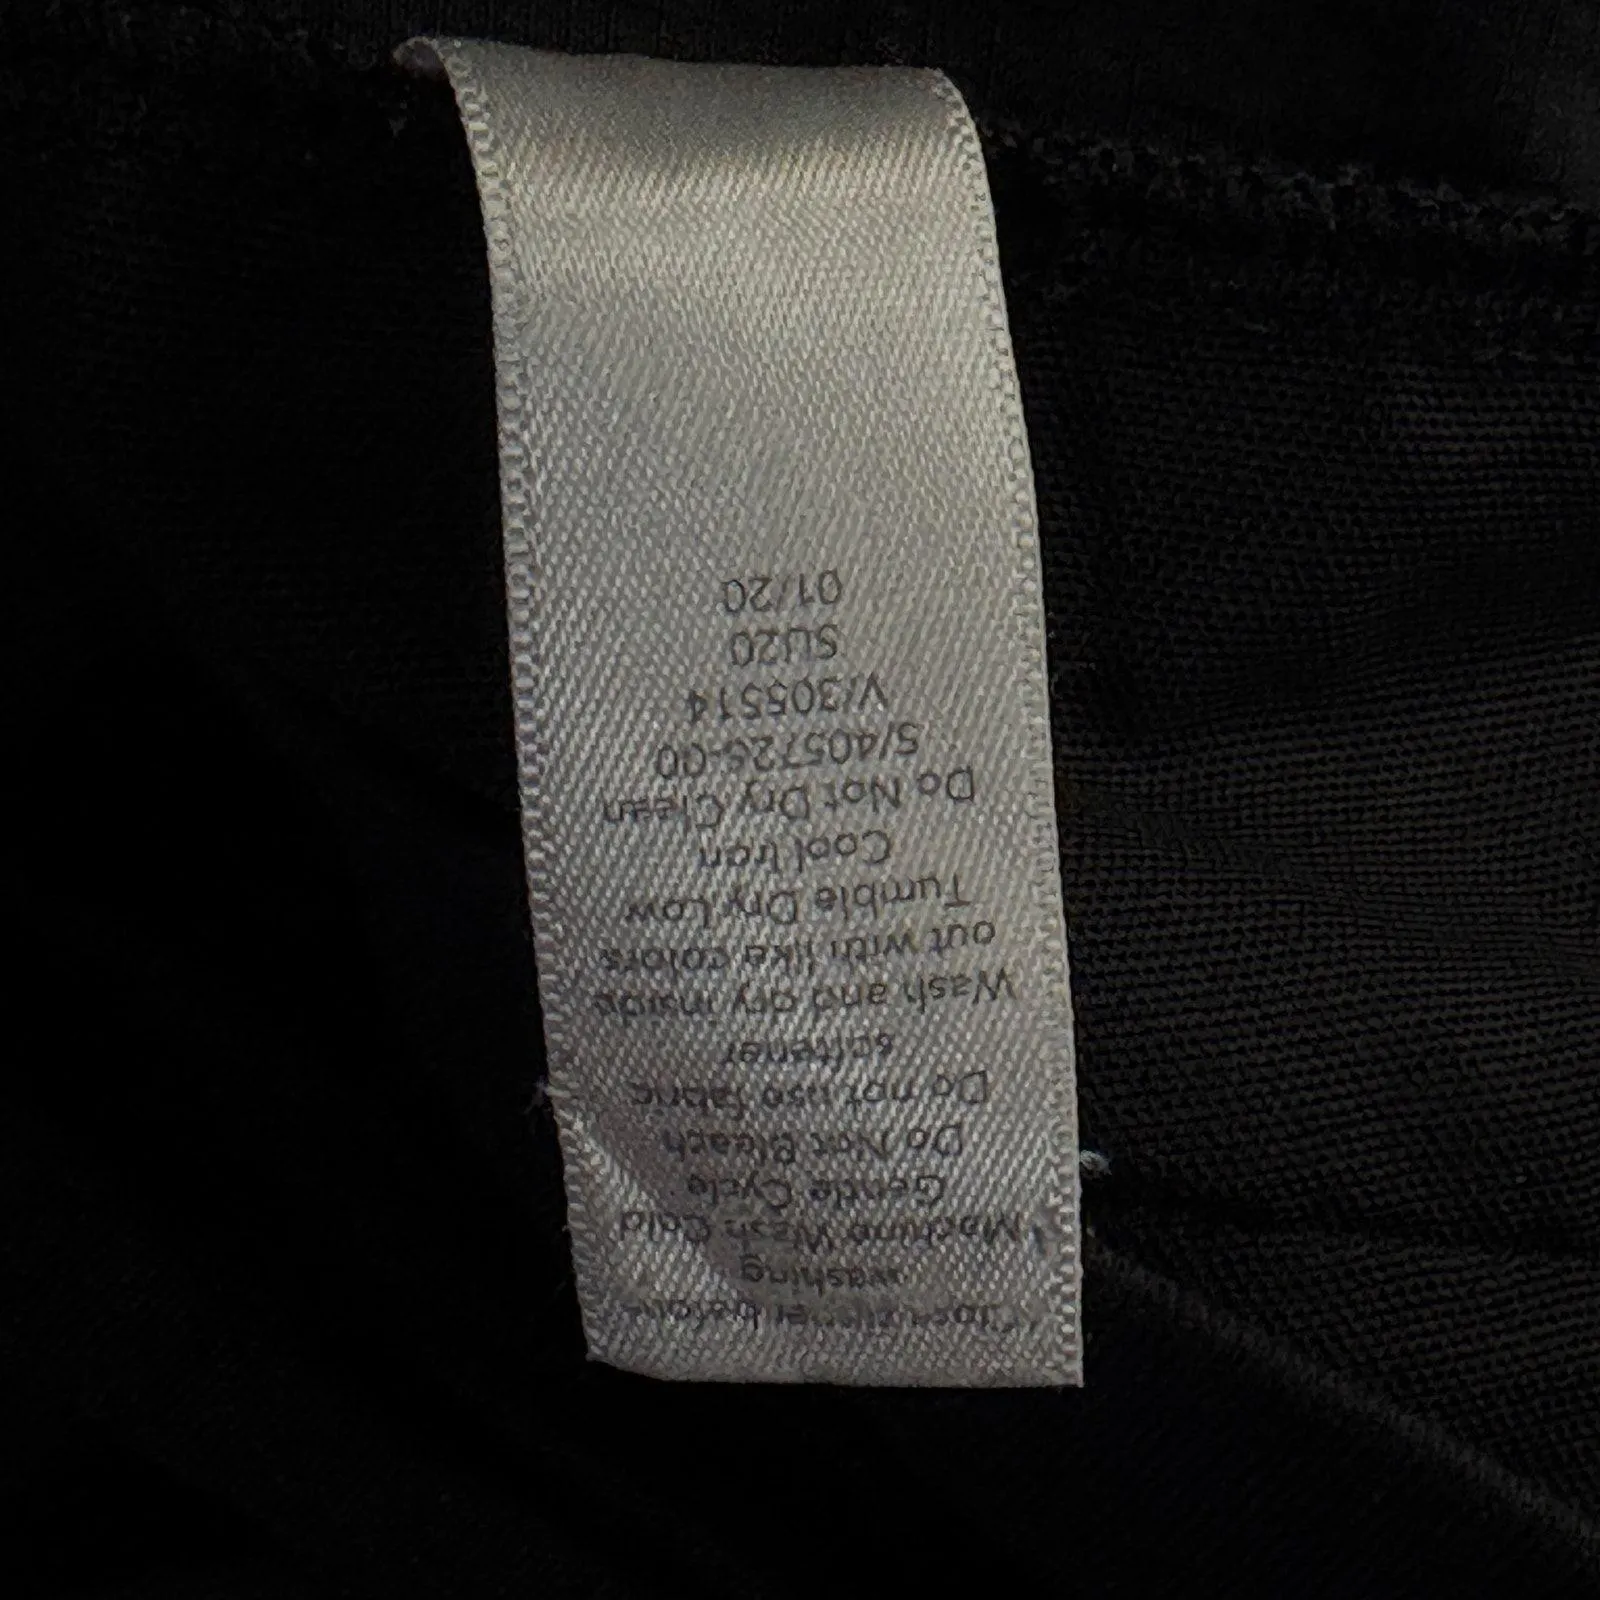 Close zipper before
washing
Machine Wash Cold
Gentle Cycle
Do Not Bleach
Do not use fabric
softener
Wash and dry inside
out with like colors
Tumble Dry Low
Cool Iron
Do Not Dry Clean
S/405726-00
V/305514
SU20
01/20